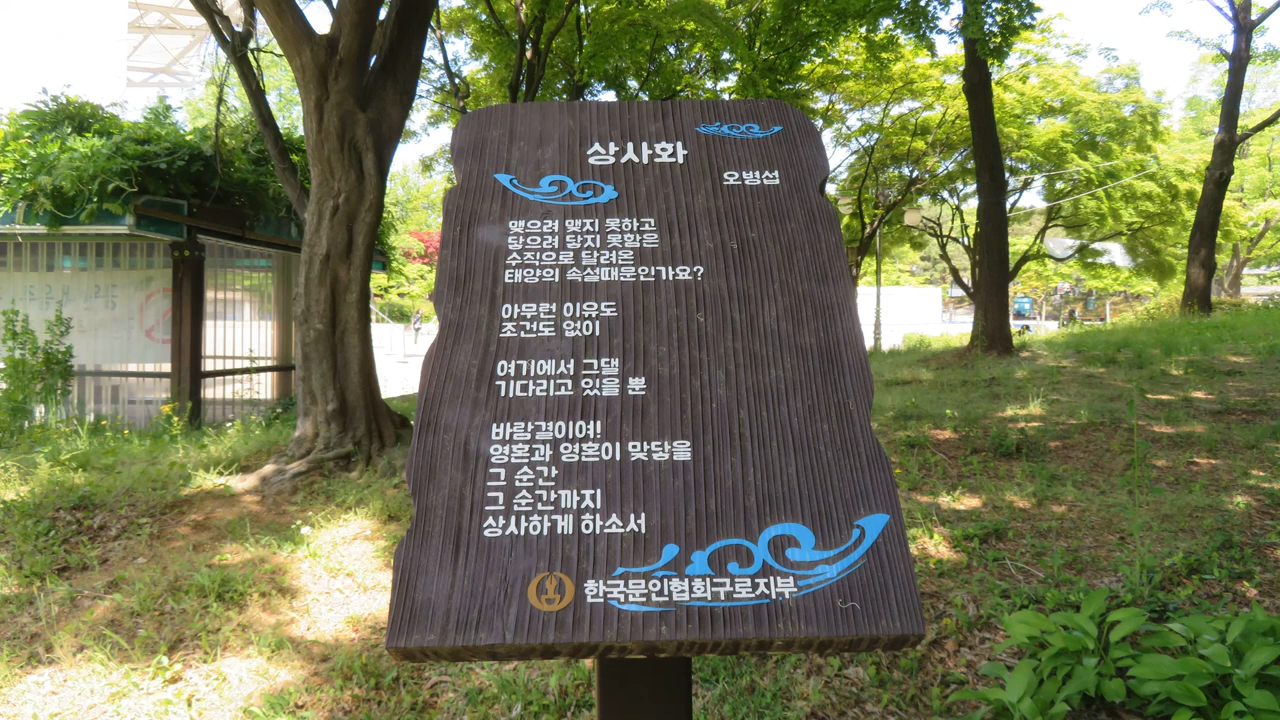 상사화
오병섭
맺으려 맺지 못하고
닿으려 닿지 못함은
수직으로 달려온
태양의 속설때문인가요?
아무런 이유도
조건도 없이
여기에서 그댈
기다리고 있을 뿐
바람결이여!
영혼과 영혼이 맞닿을
그 순간
그 순간까지
상사하게 하소서
한국문인협회구로지부